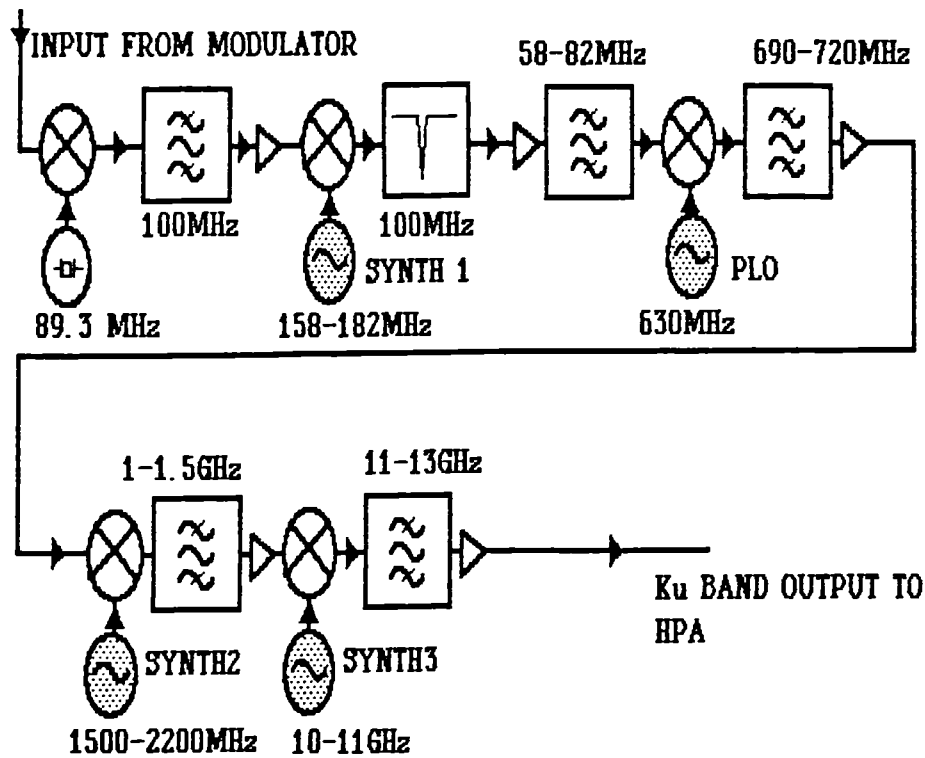 INPUT FROM MODULATOR
58-82MHz
690-720MHz
100MHz
100MHz
SYNTH 1
PLO
89.3 MHz
158-182MHz
630MHz
1-1.5GHz
11-13GHz
Ku BAND OUTPUT TO
HPA
SYNTH2
SYNTH3
1500-2200MHz
10-11GHz